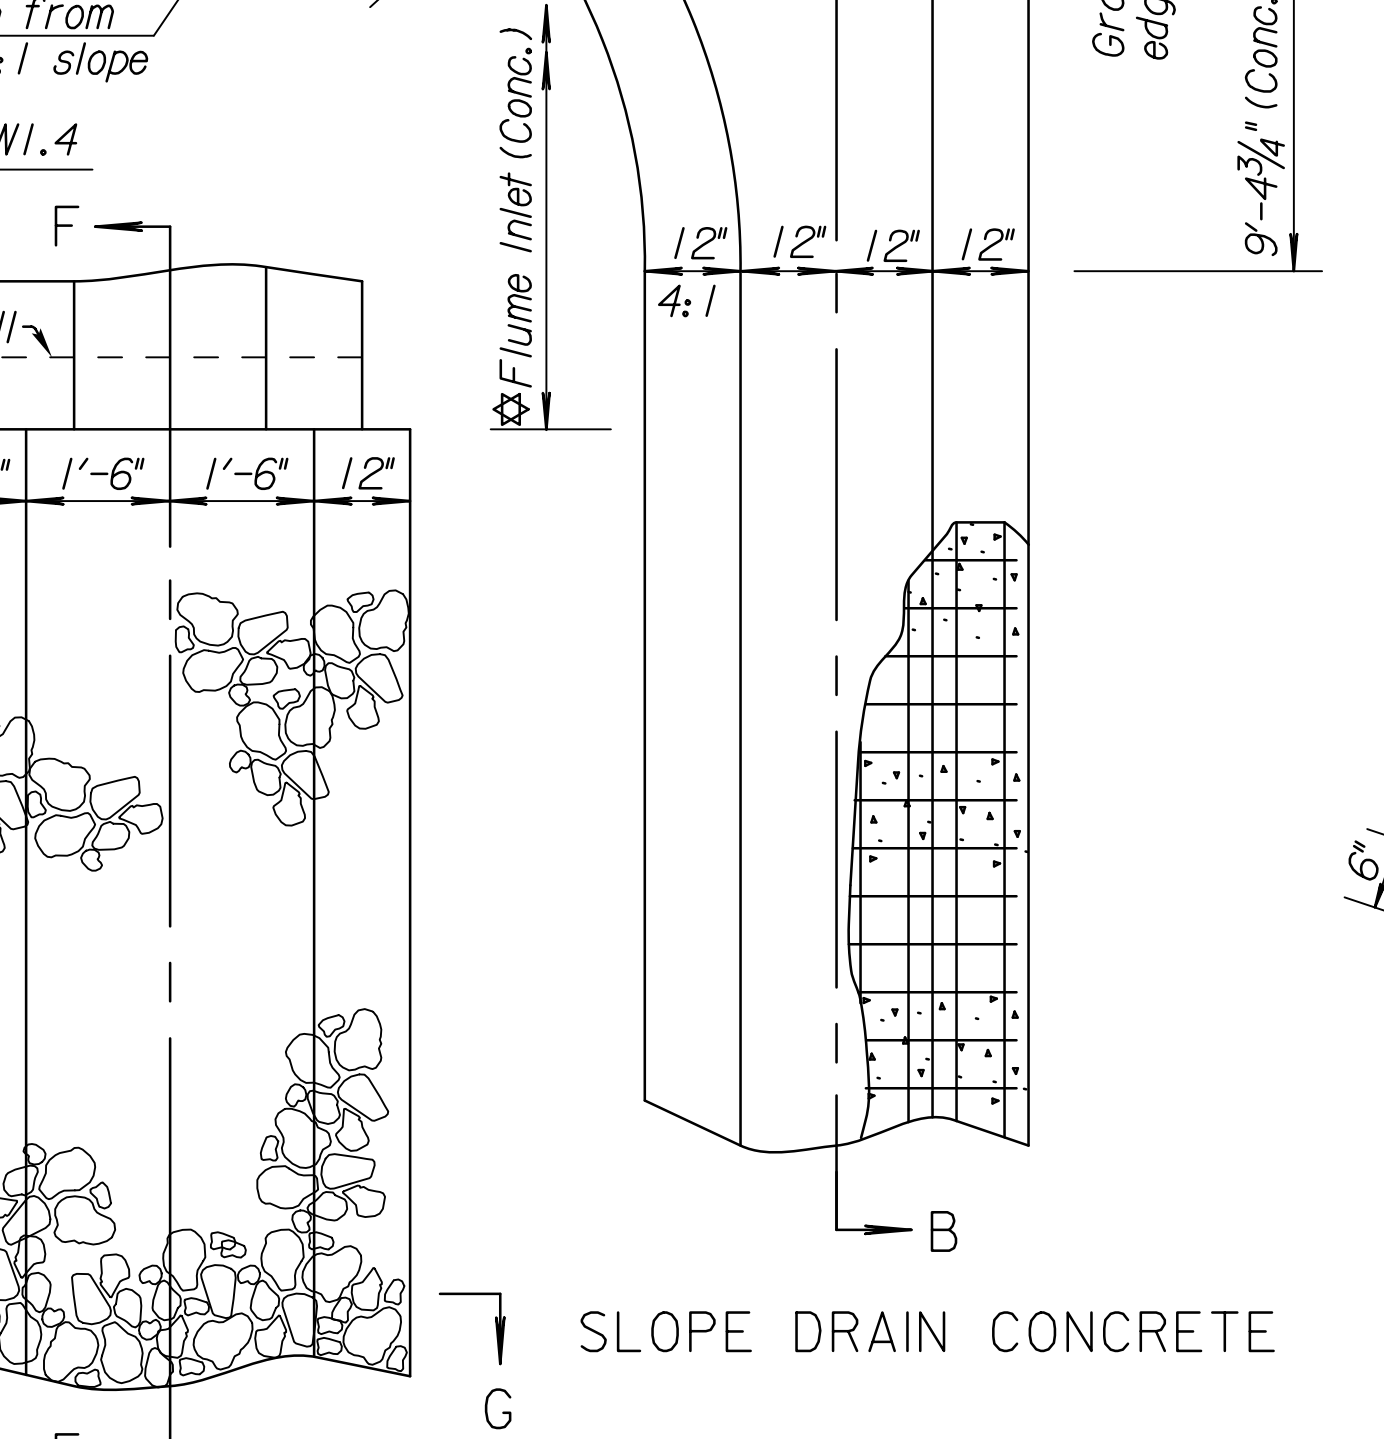 from
:1 slope
W1.4
F
✡Flume Inlet (Conc.)
12" 12" 12" 12"
4:1
9'-4¾" (Conc.
1'-6" 1'-6" 12"
6"
B
SLOPE DRAIN CONCRETE
G